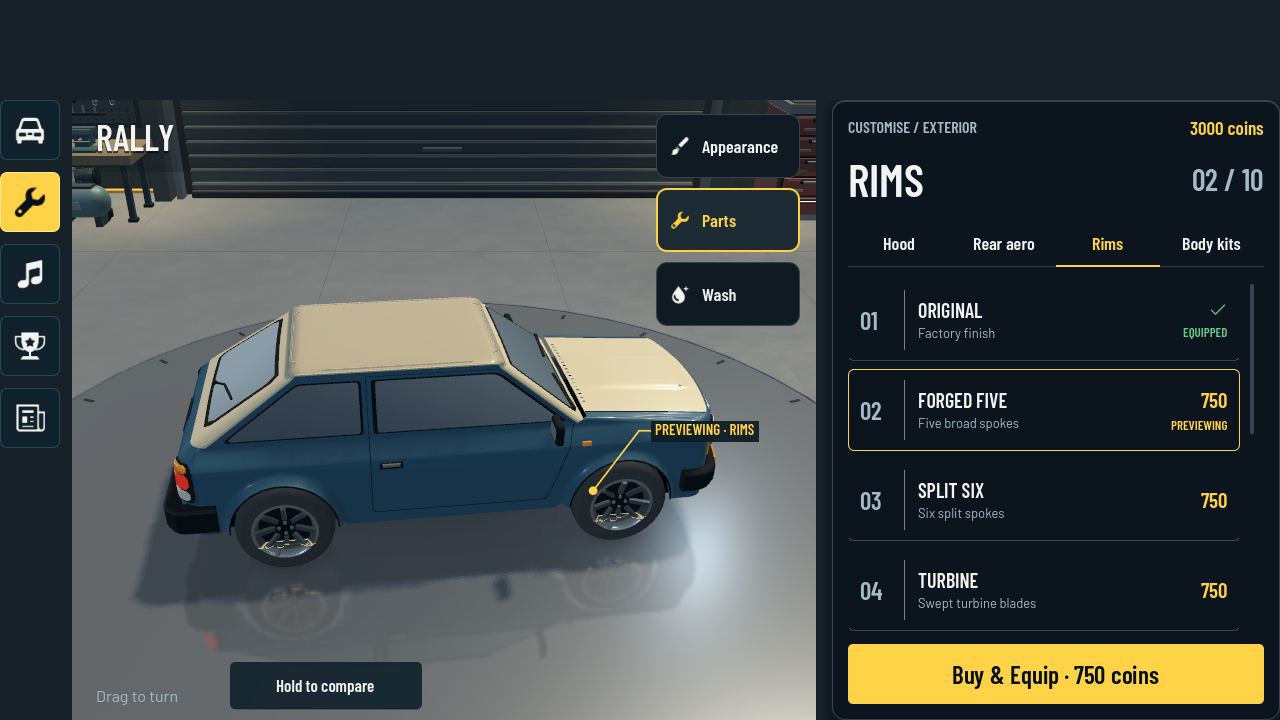 RALLY
Appearance
Parts
Wash
PREVIEWING · RIMS
Drag to turn
Hold to compare
CUSTOMISE / EXTERIOR
3000 coins
RIMS
02 / 10
Hood
Rear aero
Rims
Body kits
01
ORIGINAL
Factory finish
EQUIPPED
02
FORGED FIVE
Five broad spokes
750
PREVIEWING
03
SPLIT SIX
Six split spokes
750
04
TURBINE
Swept turbine blades
750
Buy & Equip · 750 coins